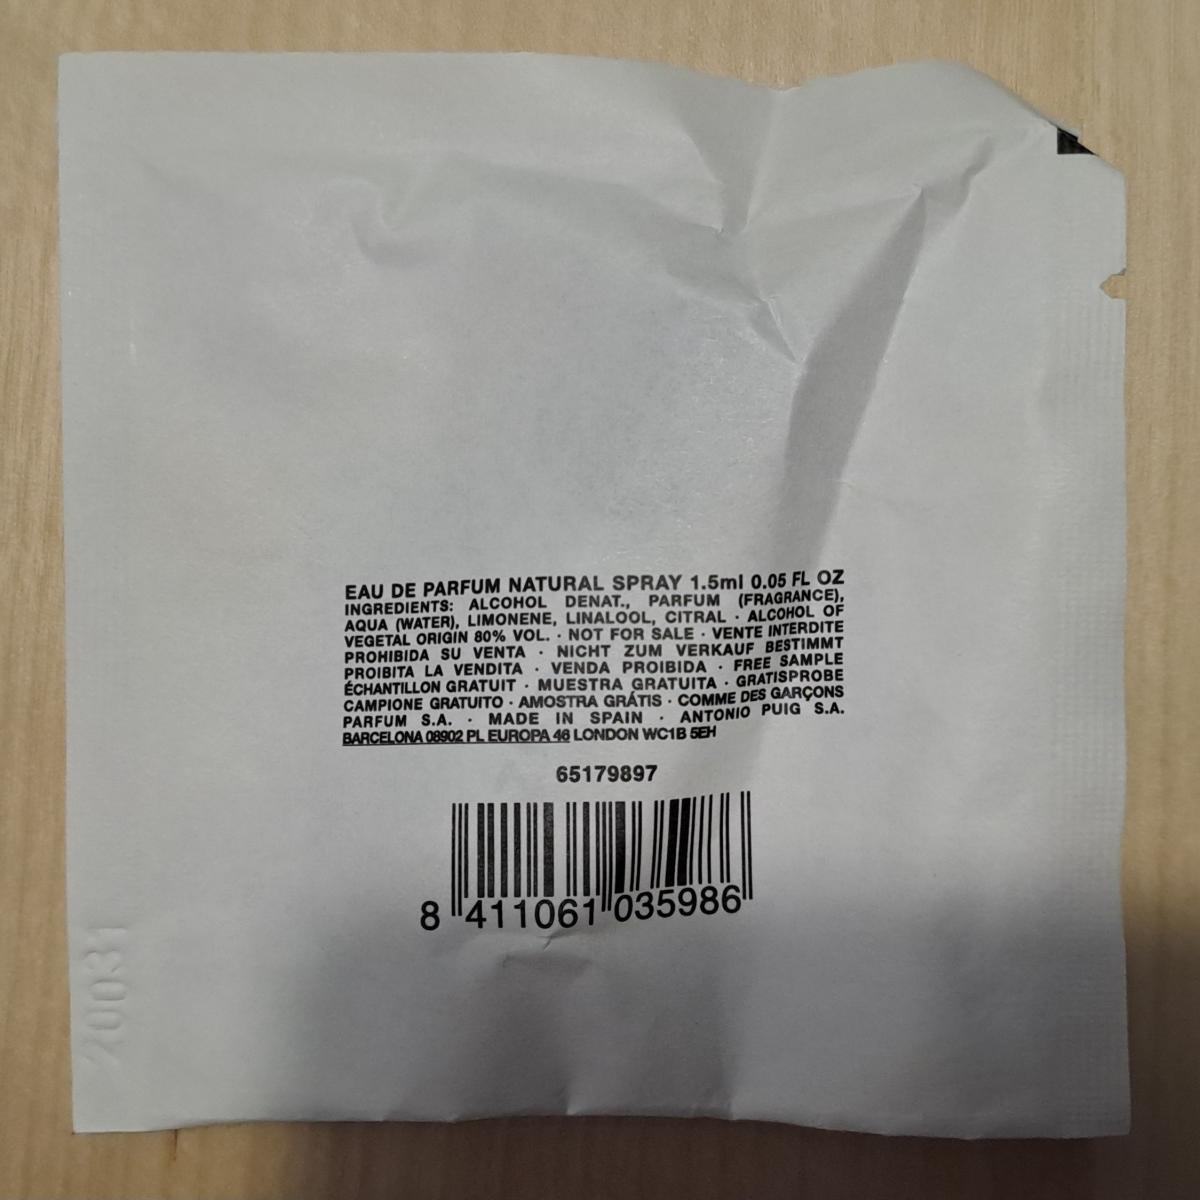 EAU DE PARFUM NATURAL SPRAY 1.5ml 0.05 FL OZ
INGREDIENTS: ALCOHOL DENAT., PARFUM (FRAGRANCE),
AQUA (WATER), LIMONENE, LINALOOL, CITRAL · ALCOHOL OF
VEGETAL ORIGIN 80% VOL. · NOT FOR SALE · VENTE INTERDITE
PROHIBIDA SU VENTA · NICHT ZUM VERKAUF BESTIMMT
PROIBITA LA VENDITA · VENDA PROIBIDA · FREE SAMPLE
ÉCHANTILLON GRATUIT · MUESTRA GRATUITA · GRATISPROBE
CAMPIONE GRATUITO · AMOSTRA GRÁTIS · COMME DES GARÇONS
PARFUM S.A. · MADE IN SPAIN · ANTONIO PUIG S.A.
BARCELONA 08902 PL EUROPA 46 LONDON WC1B 5EH
65179897
8 411061 035986
20031